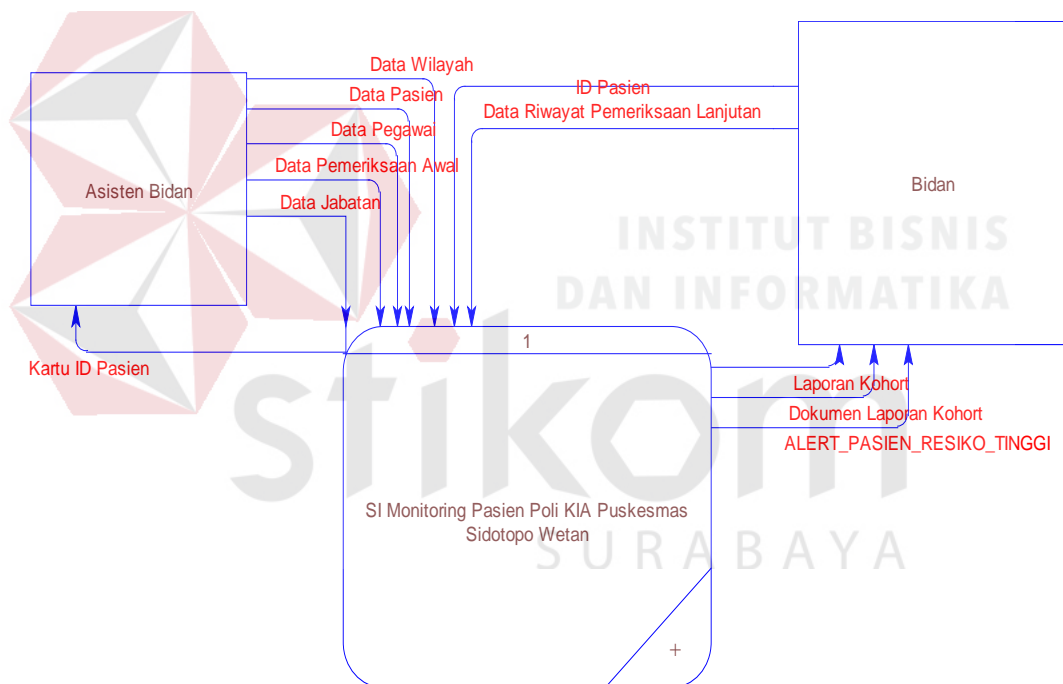 Data Wilayah
ID Pasien
Data Pasien
Data Riwayat Pemeriksaan Lanjutan
Data Pegawai
Data Pemeriksaan Awal
Asisten Bidan
Bidan
Data Jabatan
INSTITUT BISNIS
DAN INFORMATIKA
1
Kartu ID Pasien
Laporan Kohort
Dokumen Laporan Kohort
stikom
ALERT_PASIEN_RESIKO_TINGGI
SI Monitoring Pasien Poli KIA Puskesmas
Sidotopo Wetan
SURABAYA
+